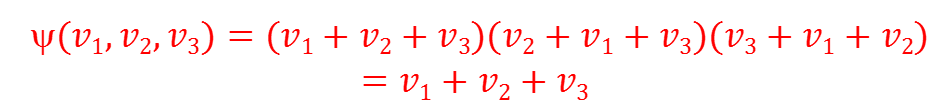 ψ(v₁, v₂, v₃) = (v₁ + v₂ + v₃)(v₂ + v₁ + v₃)(v₃ + v₁ + v₂)
= v₁ + v₂ + v₃